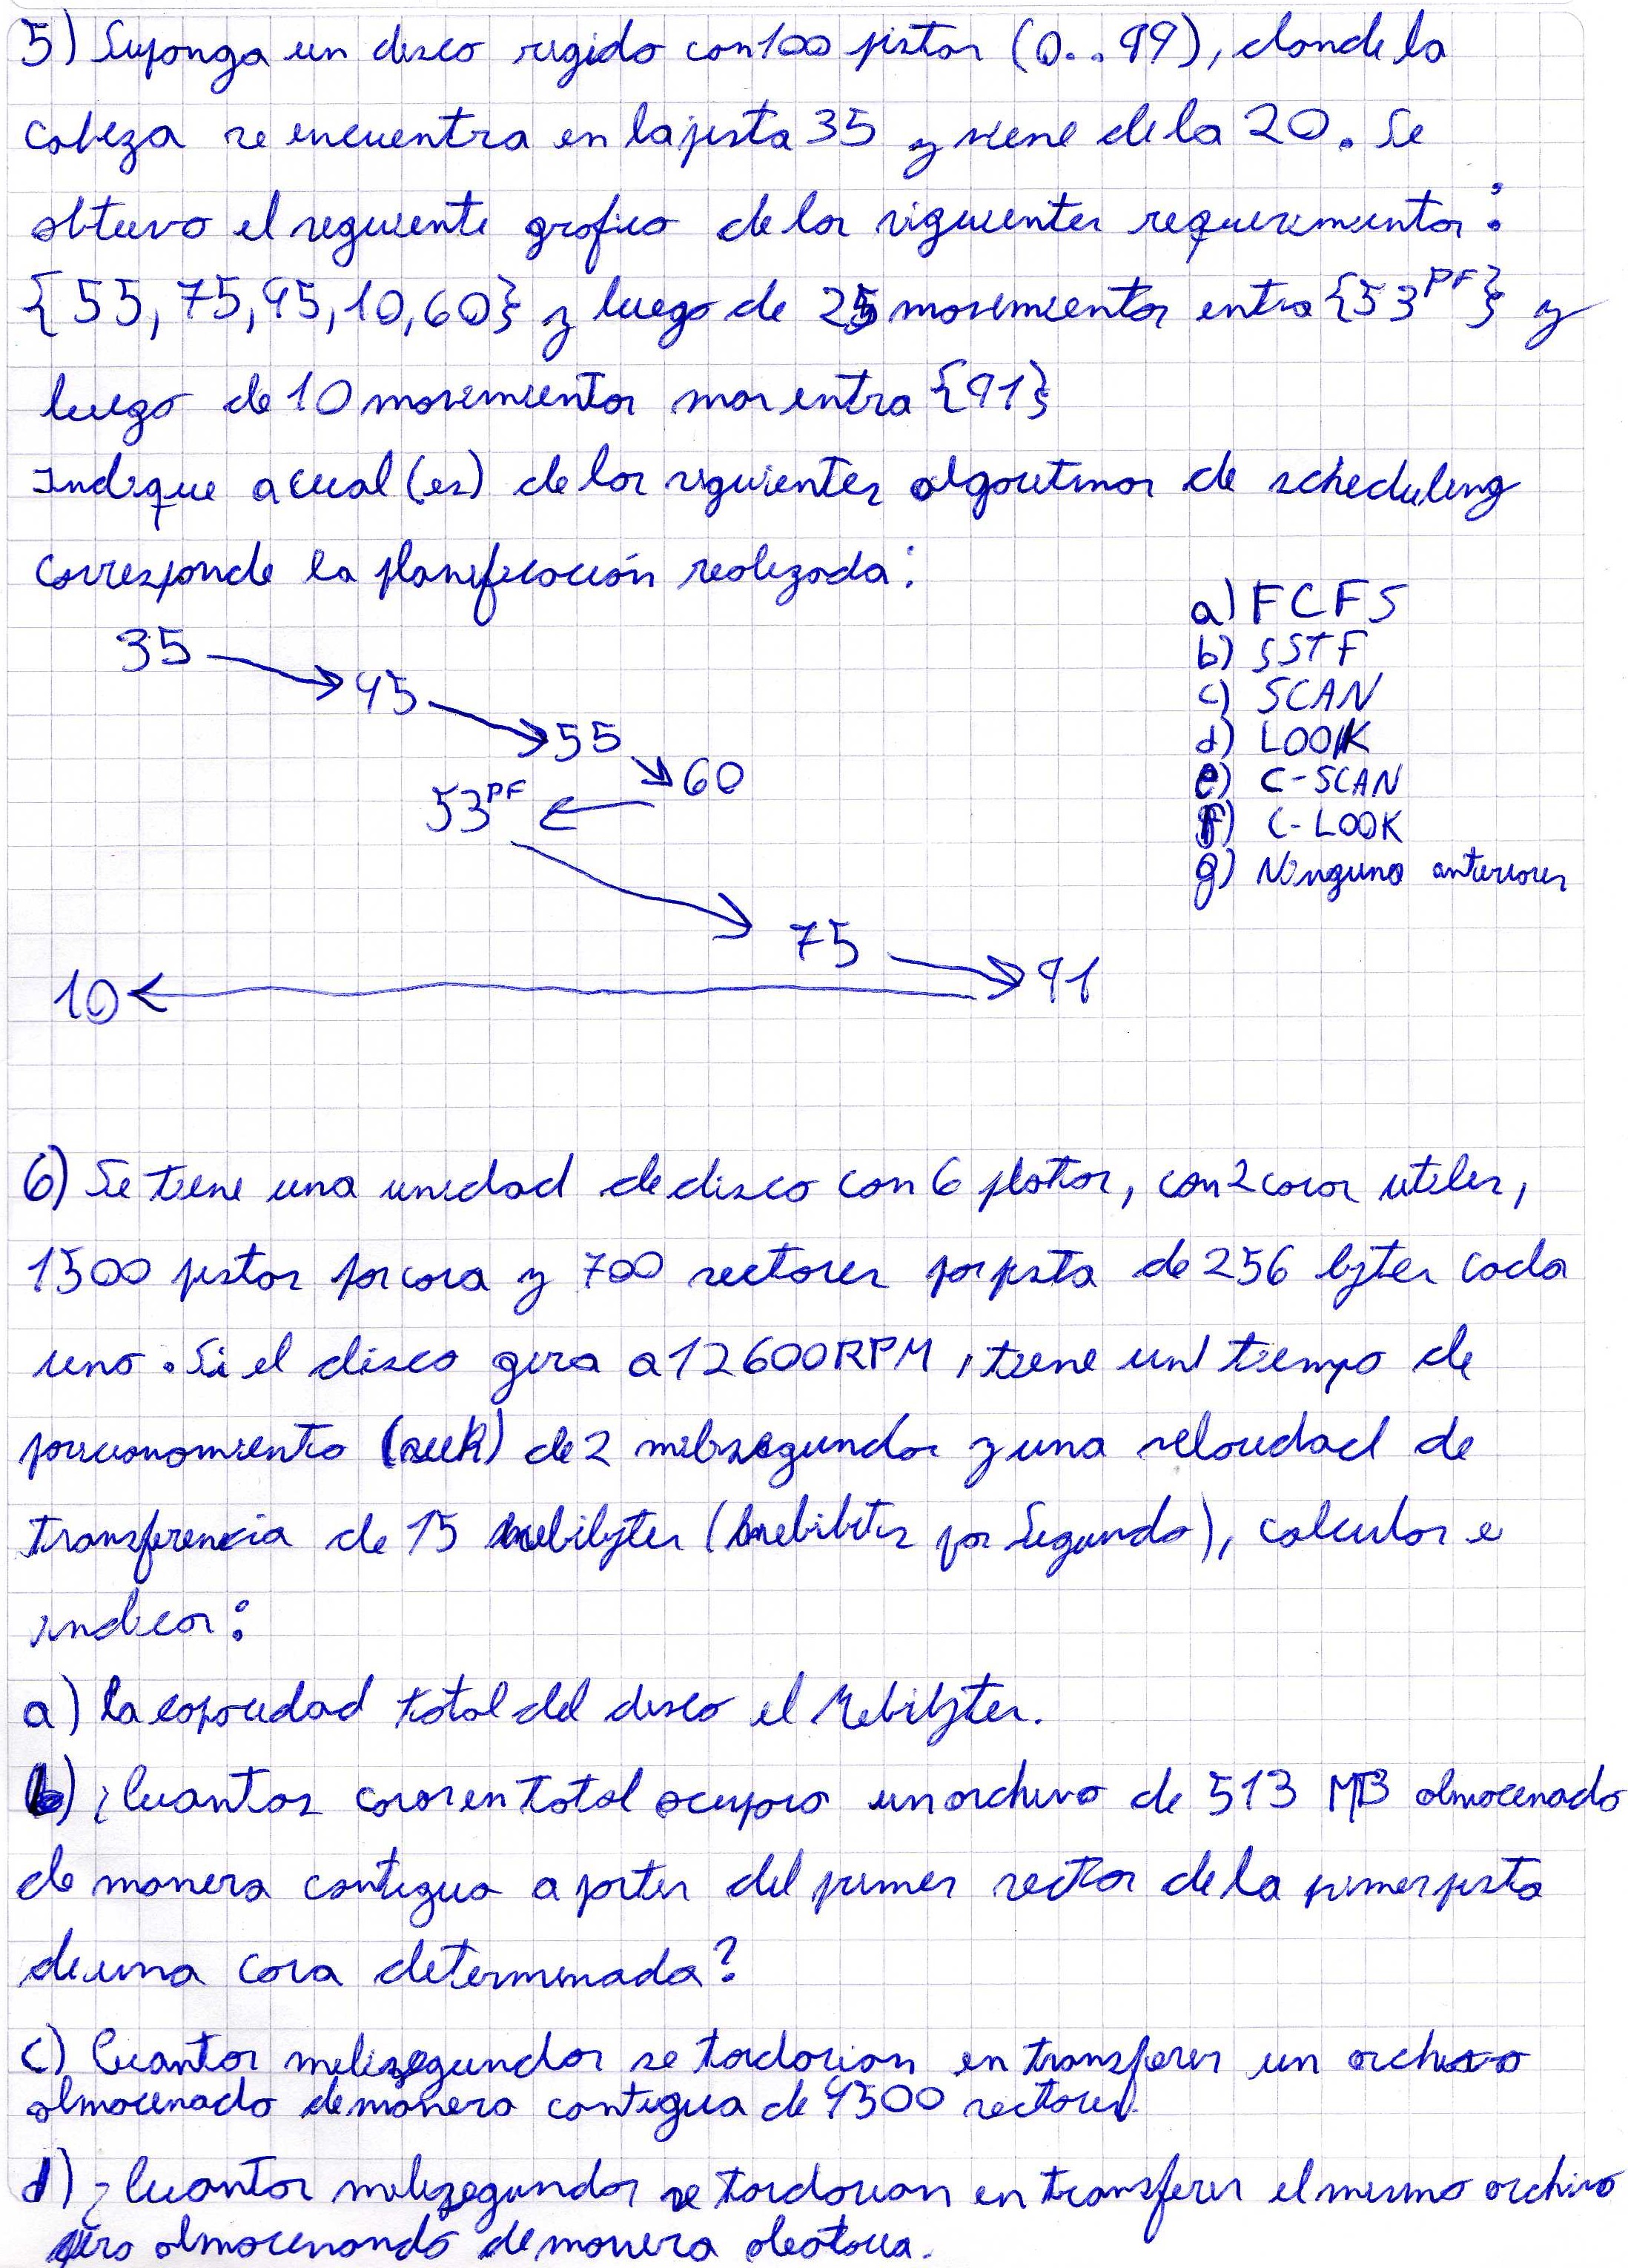 5) Suponga un disco rigido con 100 pistas (0..99), donde la
cabeza se encuentra en la pista 35 y viene de la 20. Se
obtuvo el siguiente grafico de los siguientes requerimientos:
{55, 75, 45, 10, 60} y luego de 25 movimientos entra {53^PF} y
luego de 10 movimientos mas entra {91}
Indique a cual (es) de los siguientes algoritmos de scheduling
corresponde la planificación realizada:
a) FCFS
b) SSTF
c) SCAN
d) LOOK
e) C-SCAN
f) C-LOOK
g) Ninguno anteriores
35
45
55
60
53^PF
75
91
10
6) Se tiene una unidad de disco con 6 platos, con 2 caras utiles,
1500 pistas por cara y 700 sectores por pista de 256 bytes cada
uno. Si el disco gira a 12600 RPM, tiene un tiempo de
posicionamiento (seek) de 2 milisegundos y una velocidad de
transferencia de 15 mebibytes (mebibits por Segundo), calcular e
indicar:
a) La capacidad total del disco el Mebibytes.
b) ¿Cuantas caras en total ocupara un archivo de 513 MB almacenado
de manera contigua a partir del primer sector de la primer pista
de una cara determinada?
c) Cuantos milisegundos se tardarian en transferir un archivo
almacenado de manera contigua de 4500 sectores.
d) ¿Cuantos milisegundos se tardarian en transferir el mismo archivo
pero almacenando de manera aleatoria.